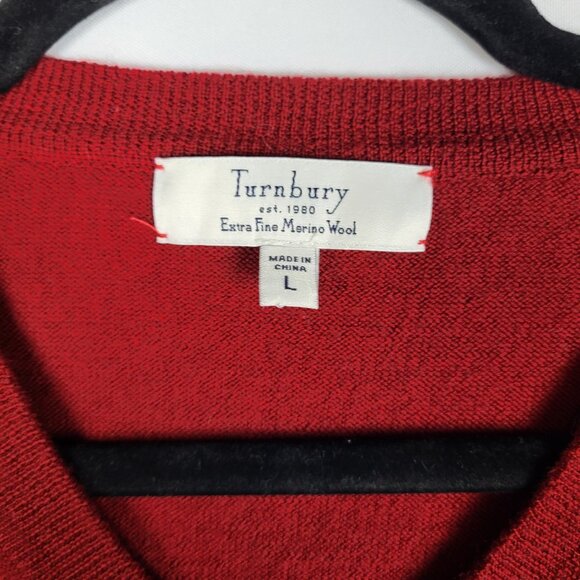 Turnbury
est. 1980
Extra Fine Merino Wool
MADE IN
CHINA
L